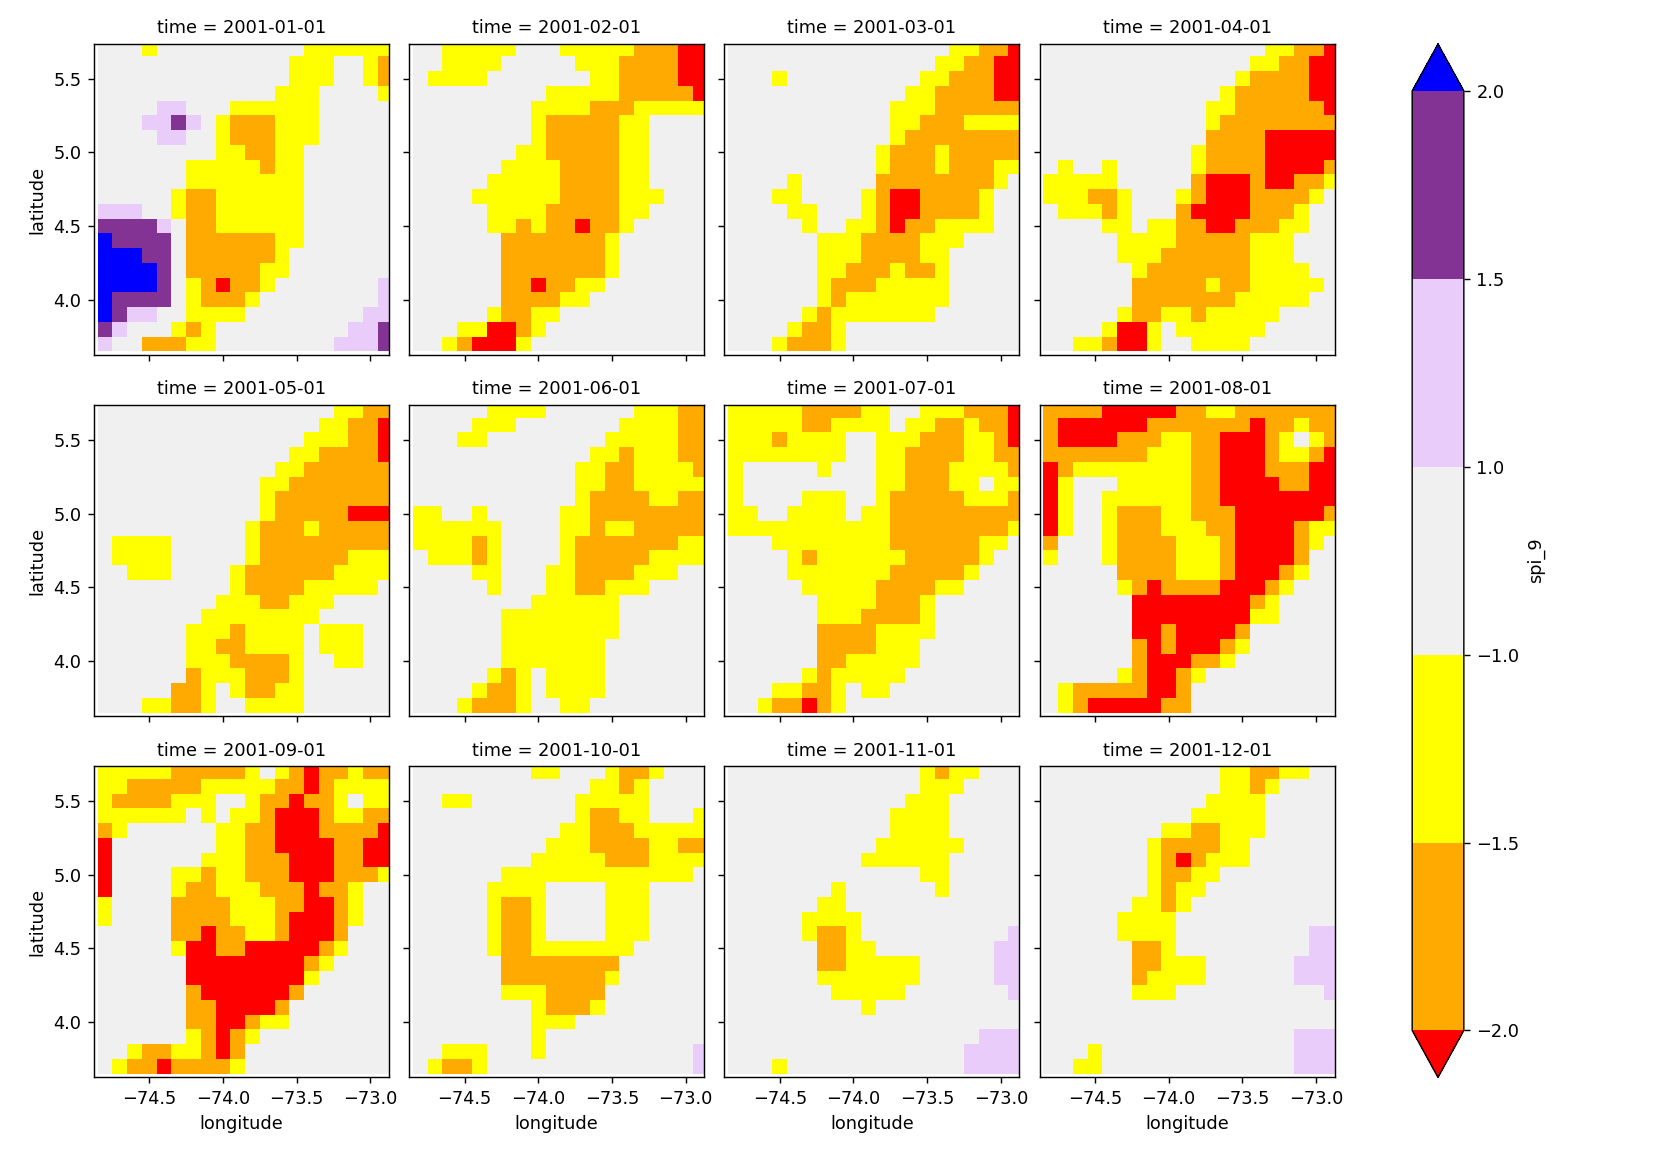 time = 2001-01-01
time = 2001-02-01
time = 2001-03-01
time = 2001-04-01
latitude
5.5
5.0
4.5
4.0
time = 2001-05-01
time = 2001-06-01
time = 2001-07-01
time = 2001-08-01
latitude
5.5
5.0
4.5
4.0
time = 2001-09-01
time = 2001-10-01
time = 2001-11-01
time = 2001-12-01
latitude
5.5
5.0
4.5
4.0
−74.5 −74.0 −73.5 −73.0
longitude
−74.5 −74.0 −73.5 −73.0
longitude
−74.5 −74.0 −73.5 −73.0
longitude
−74.5 −74.0 −73.5 −73.0
longitude
2.0
1.5
1.0
−1.0
−1.5
−2.0
spi_9